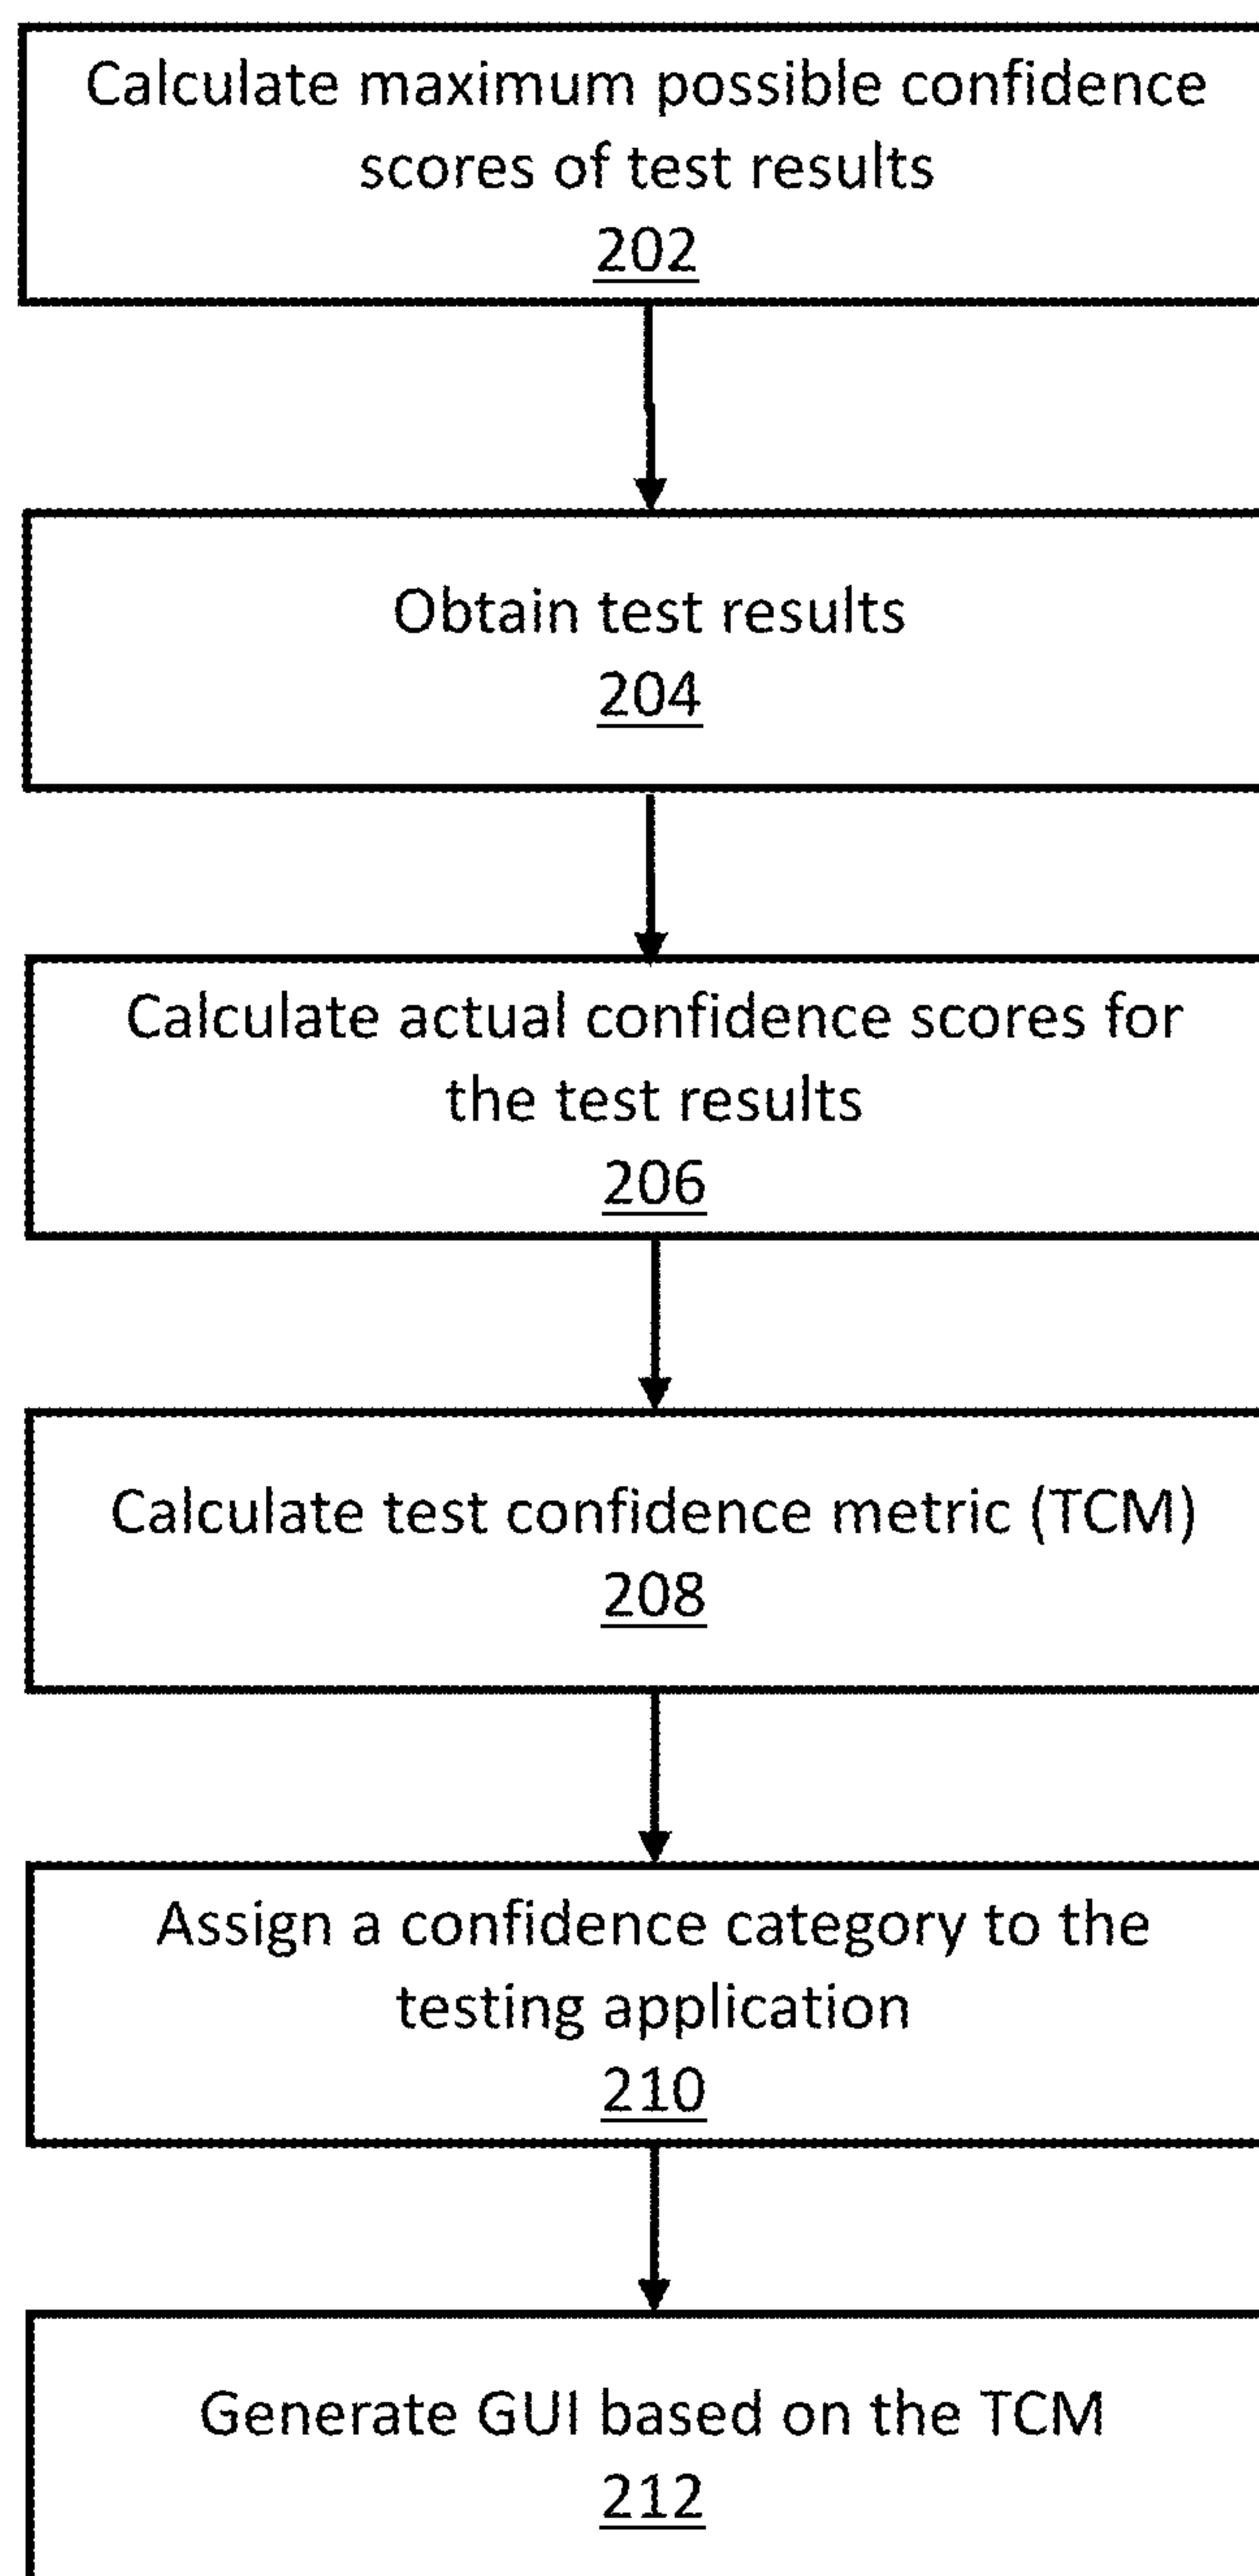 Calculate maximum possible confidence
scores of test results
202
Obtain test results
204
Calculate actual confidence scores for
the test results
206
Calculate test confidence metric (TCM)
208
Assign a confidence category to the
testing application
210
Generate GUI based on the TCM
212